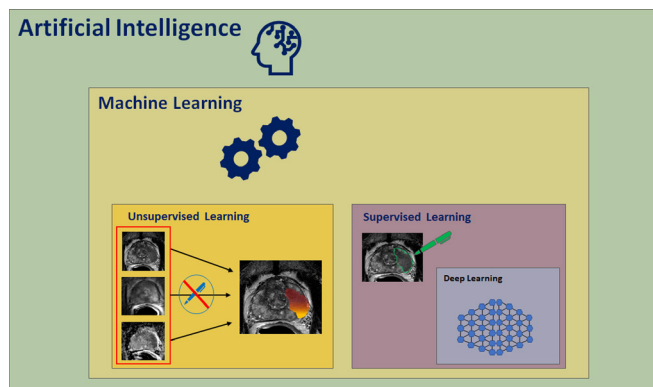 Artificial Intelligence
Machine Learning
Unsupervised Learning
Supervised Learning
Deep Learning